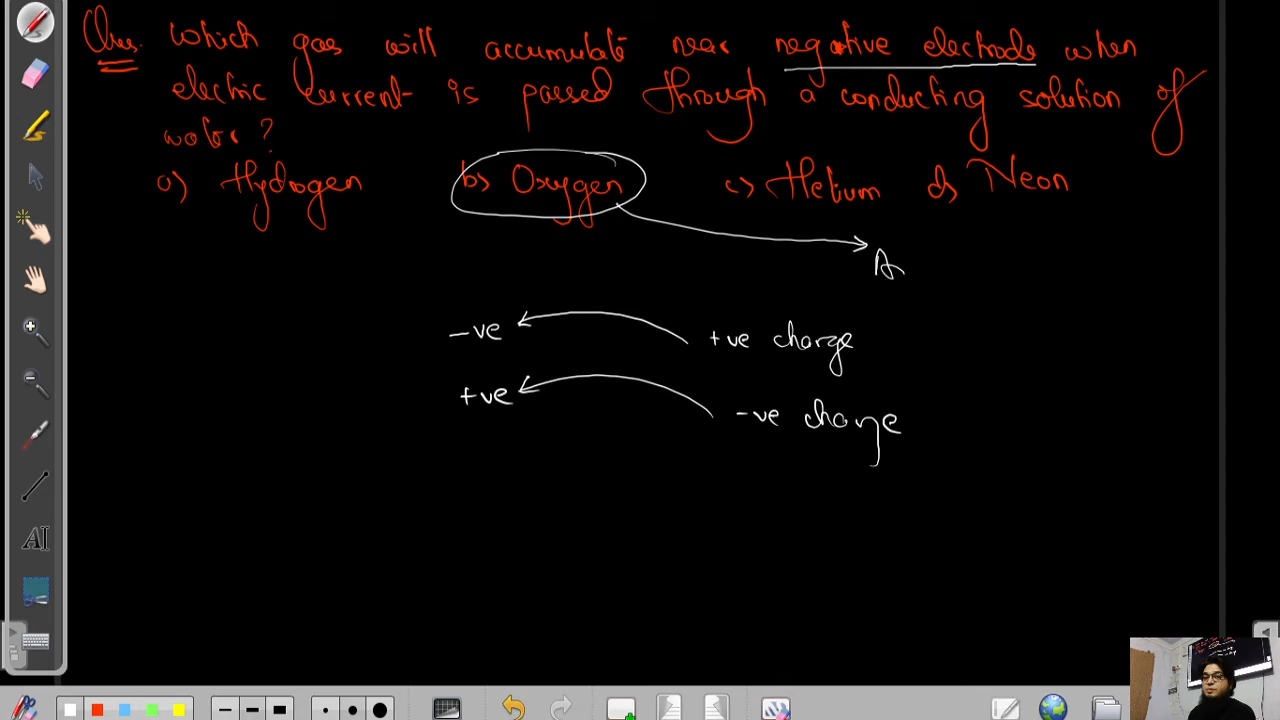 Ques. Which gas will accumulate near negative electrode when
electric current is passed through a conducting solution of
water?
a) Hydrogen b) Oxygen c) Helium d) Neon
A
-ve +ve charge
+ve -ve charge
AI